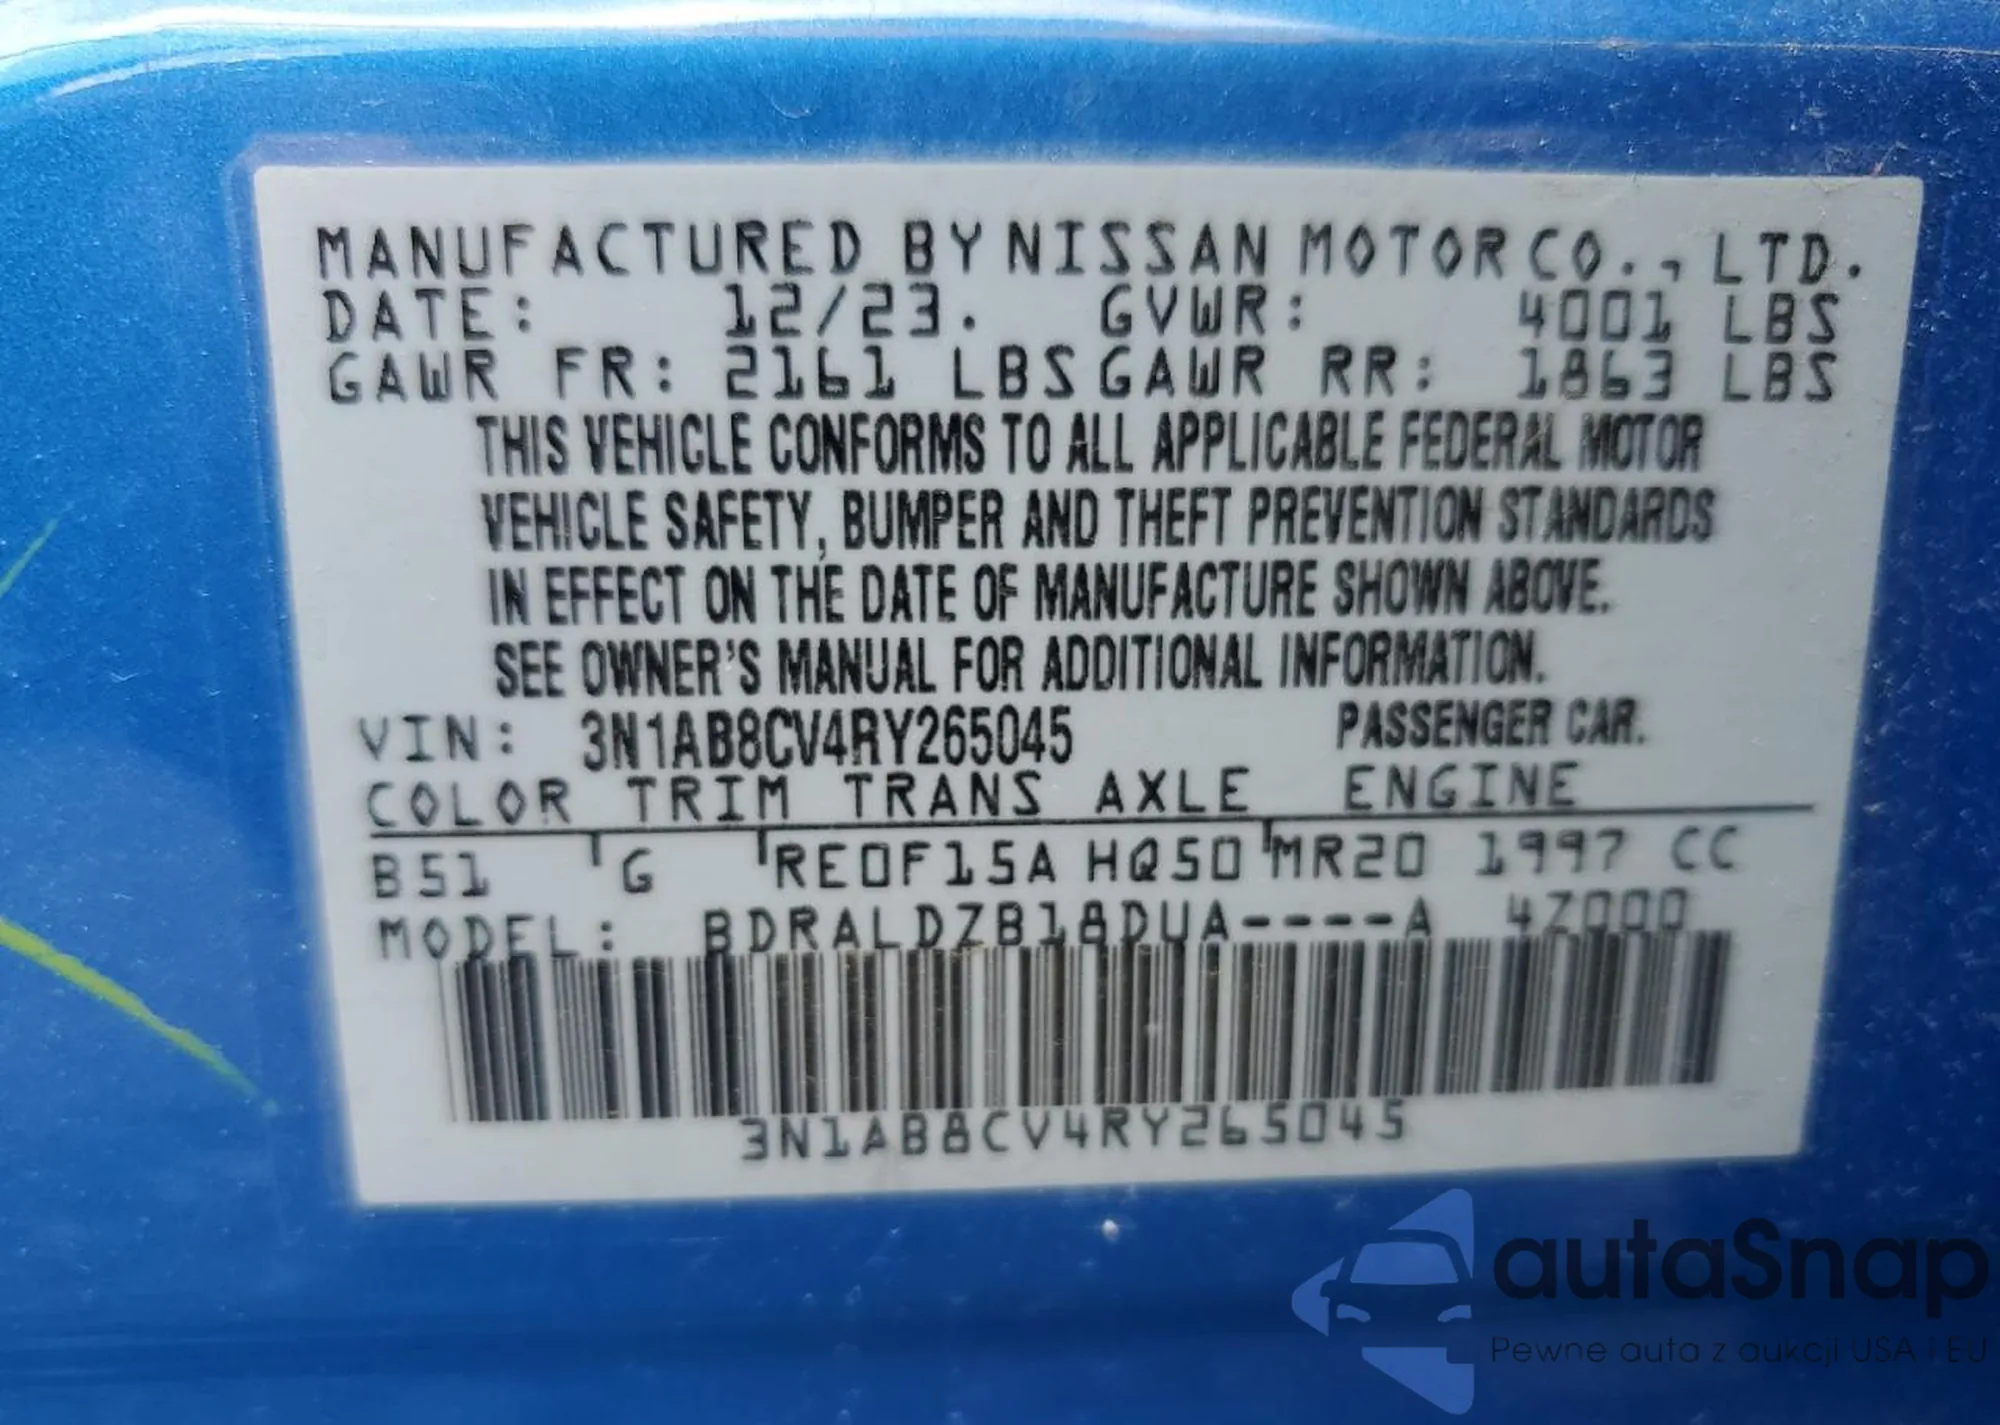 MANUFACTURED BY NISSAN MOTOR CO., LTD.
DATE: 12/23. GVWR: 4001 LBS
GAWR FR: 2161 LBS GAWR RR: 1863 LBS
THIS VEHICLE CONFORMS TO ALL APPLICABLE FEDERAL MOTOR
VEHICLE SAFETY, BUMPER AND THEFT PREVENTION STANDARDS
IN EFFECT ON THE DATE OF MANUFACTURE SHOWN ABOVE.
SEE OWNER'S MANUAL FOR ADDITIONAL INFORMATION.
VIN: 3N1AB8CV4RY265045 PASSENGER CAR.
COLOR TRIM TRANS AXLE ENGINE
B51 G RE0F15A HQ50 MR20 1997 CC
MODEL: BDRALDZB18DUA----A 4Z000
3N1AB8CV4RY265045
autaSnap
Pewne auta z aukcji USA i EU